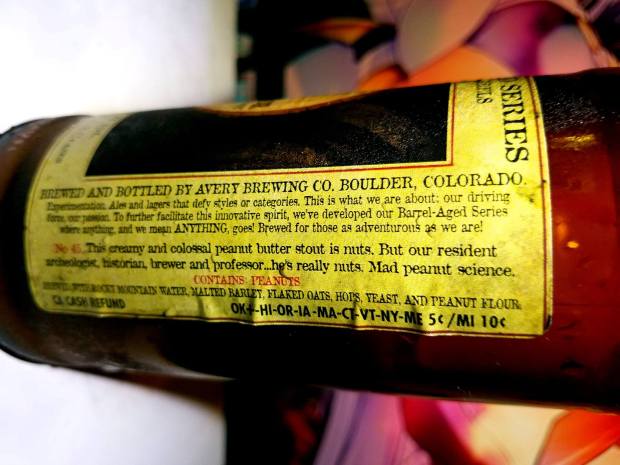 SERIES
BREWED AND BOTTLED BY AVERY BREWING CO. BOULDER, COLORADO.
Experimentation. Ales and lagers that defy styles or categories. This is what we are about: our driving
force, our passion. To further facilitate this innovative spirit, we've developed our Barrel-Aged Series
where anything, and we mean ANYTHING, goes! Brewed for those as adventurous as we are!
No 45. This creamy and colossal peanut butter stout is nuts. But our resident
archeologist, historian, brewer and professor...he's really nuts. Mad peanut science.
CONTAINS: PEANUTS
ROCKY MOUNTAIN WATER, MALTED BARLEY, FLAKED OATS, HOPS, YEAST, AND PEANUT FLOUR
CA CASH REFUND
HI-OR-IA-MA-CT-VT-NY-ME 5¢/MI 10¢